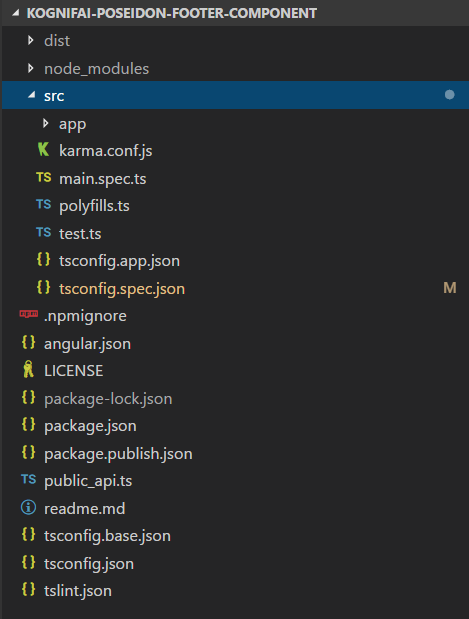 KOGNIFAI-POSEIDON-FOOTER-COMPONENT
dist
node_modules
src
app
karma.conf.js
TS main.spec.ts
TS polyfills.ts
TS test.ts
{} tsconfig.app.json
{} tsconfig.spec.json M
.npmignore
{} angular.json
LICENSE
{} package-lock.json
{} package.json
{} package.publish.json
TS public_api.ts
readme.md
{} tsconfig.base.json
{} tsconfig.json
{} tslint.json